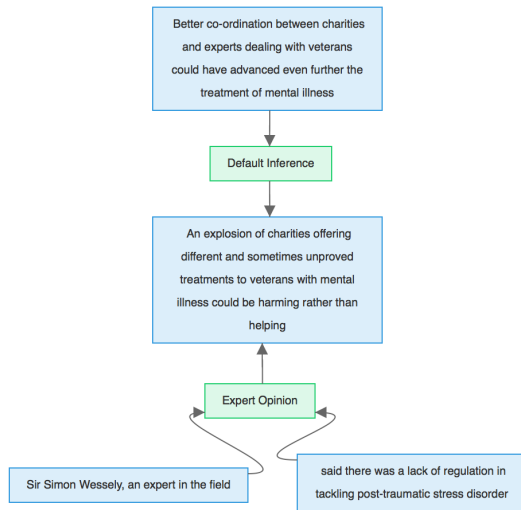 Better co-ordination between charities
and experts dealing with veterans
could have advanced even further the
treatment of mental illness
Default Inference
An explosion of charities offering
different and sometimes unproved
treatments to veterans with mental
illness could be harming rather than
helping
Expert Opinion
Sir Simon Wessely, an expert in the field
said there was a lack of regulation in
tackling post-traumatic stress disorder